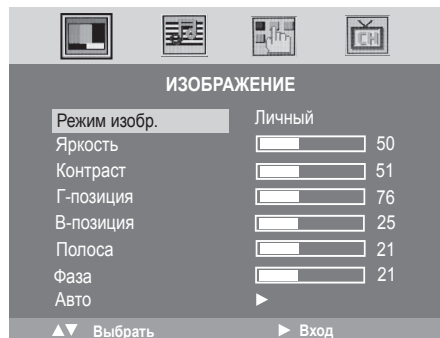 CH
ИЗОБРАЖЕНИЕ
Режим изобр. Личный
Яркость 50
Контраст 51
Г-позиция 76
В-позиция 25
Полоса 21
Фаза 21
Авто ►
▲▼ Выбрать ► Вход